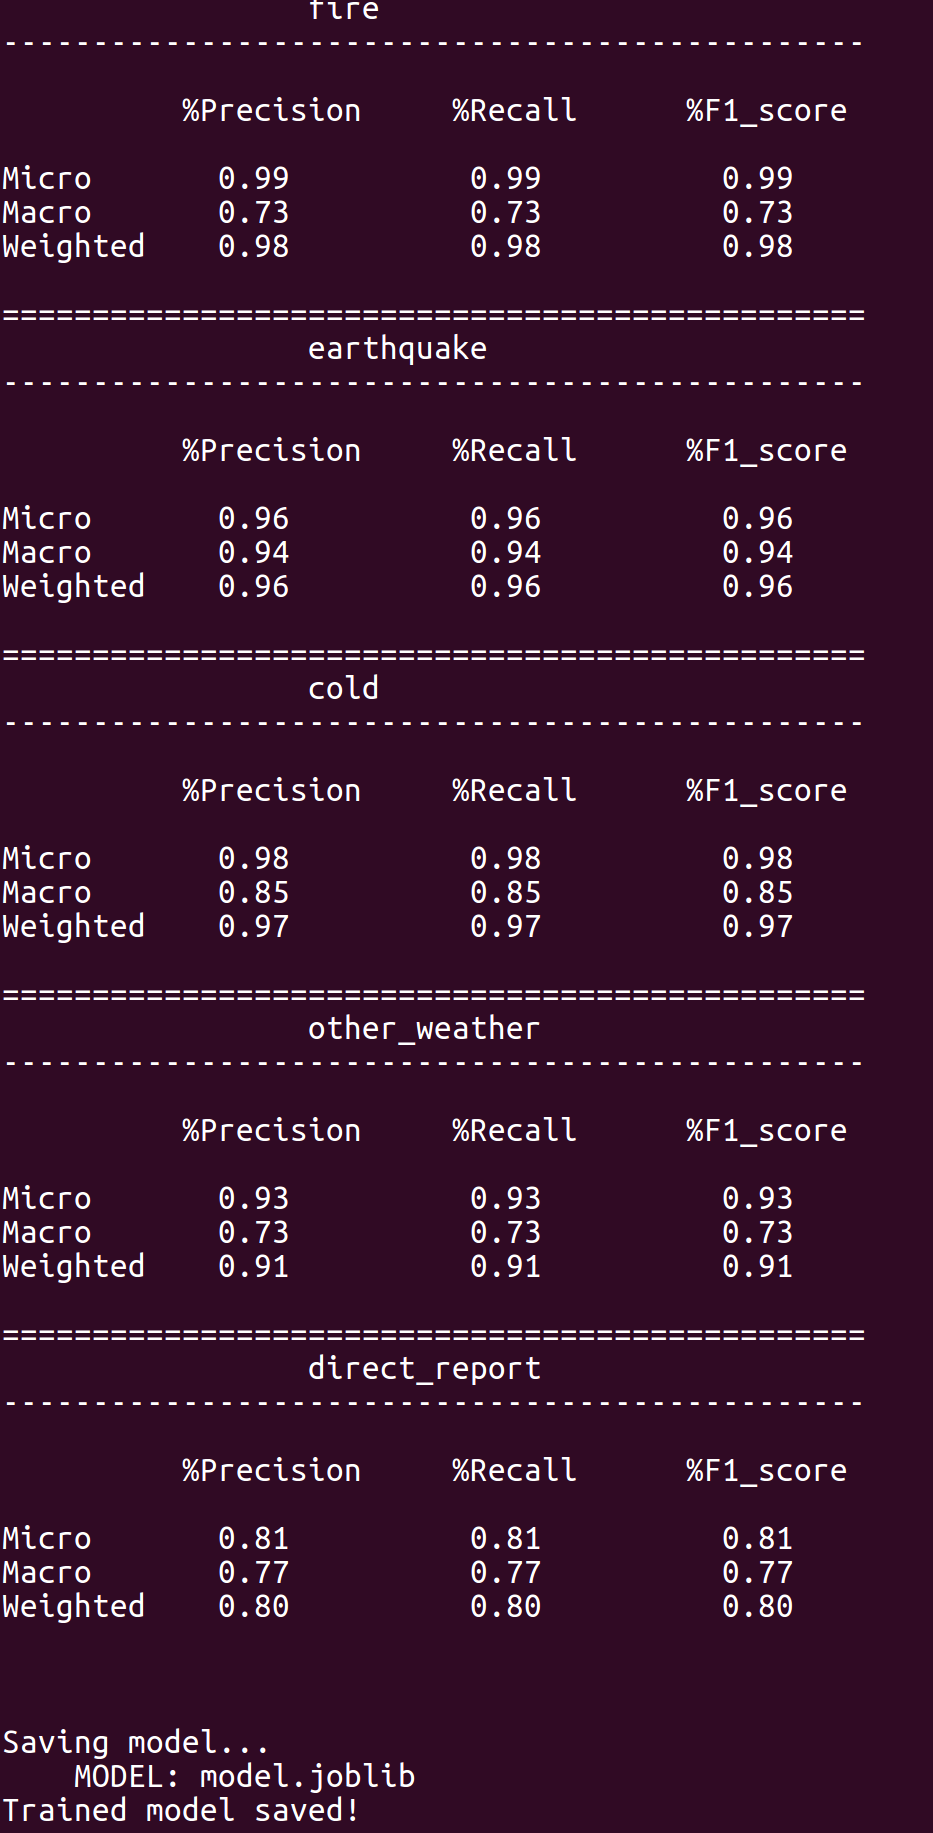 fire
------------------------------------------------
%Precision %Recall %F1_score
Micro 0.99 0.99 0.99
Macro 0.73 0.73 0.73
Weighted 0.98 0.98 0.98
================================================
earthquake
------------------------------------------------
%Precision %Recall %F1_score
Micro 0.96 0.96 0.96
Macro 0.94 0.94 0.94
Weighted 0.96 0.96 0.96
================================================
cold
------------------------------------------------
%Precision %Recall %F1_score
Micro 0.98 0.98 0.98
Macro 0.85 0.85 0.85
Weighted 0.97 0.97 0.97
================================================
other_weather
------------------------------------------------
%Precision %Recall %F1_score
Micro 0.93 0.93 0.93
Macro 0.73 0.73 0.73
Weighted 0.91 0.91 0.91
================================================
direct_report
------------------------------------------------
%Precision %Recall %F1_score
Micro 0.81 0.81 0.81
Macro 0.77 0.77 0.77
Weighted 0.80 0.80 0.80
Saving model...
MODEL: model.joblib
Trained model saved!